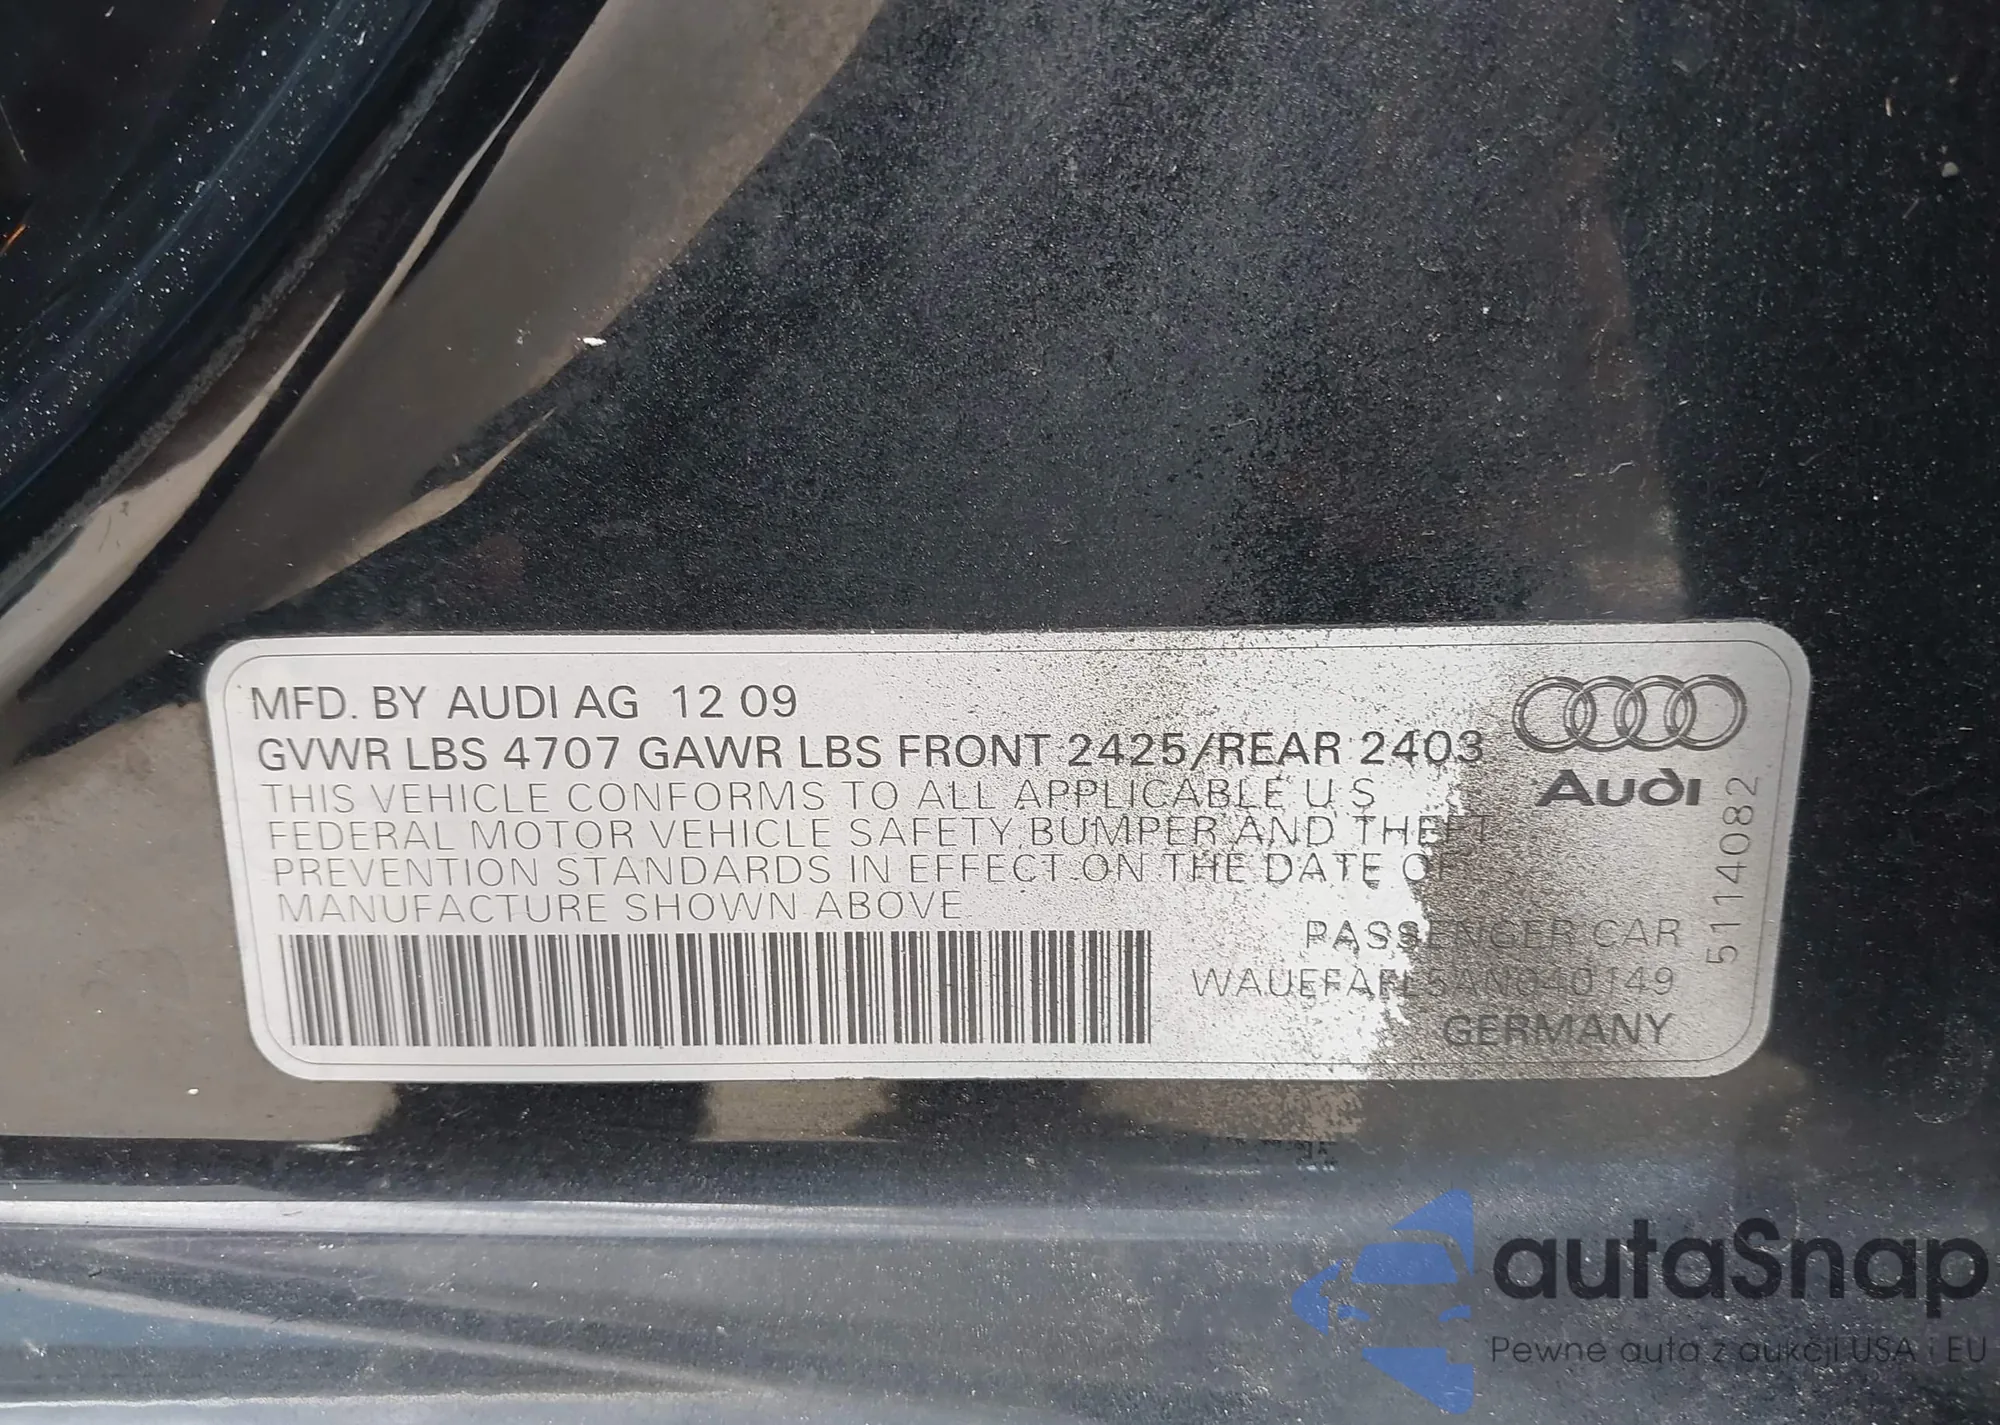 MFD. BY AUDI AG 12 09
GVWR LBS 4707 GAWR LBS FRONT 2425/REAR 2403
THIS VEHICLE CONFORMS TO ALL APPLICABLE U S
FEDERAL MOTOR VEHICLE SAFETY, BUMPER AND THEFT
PREVENTION STANDARDS IN EFFECT ON THE DATE OF
MANUFACTURE SHOWN ABOVE
Audi
5114082
PASSENGER CAR
WAUEFAFL5AN040149
GERMANY
autaSnap
Pewne auta z aukcji USA i EU